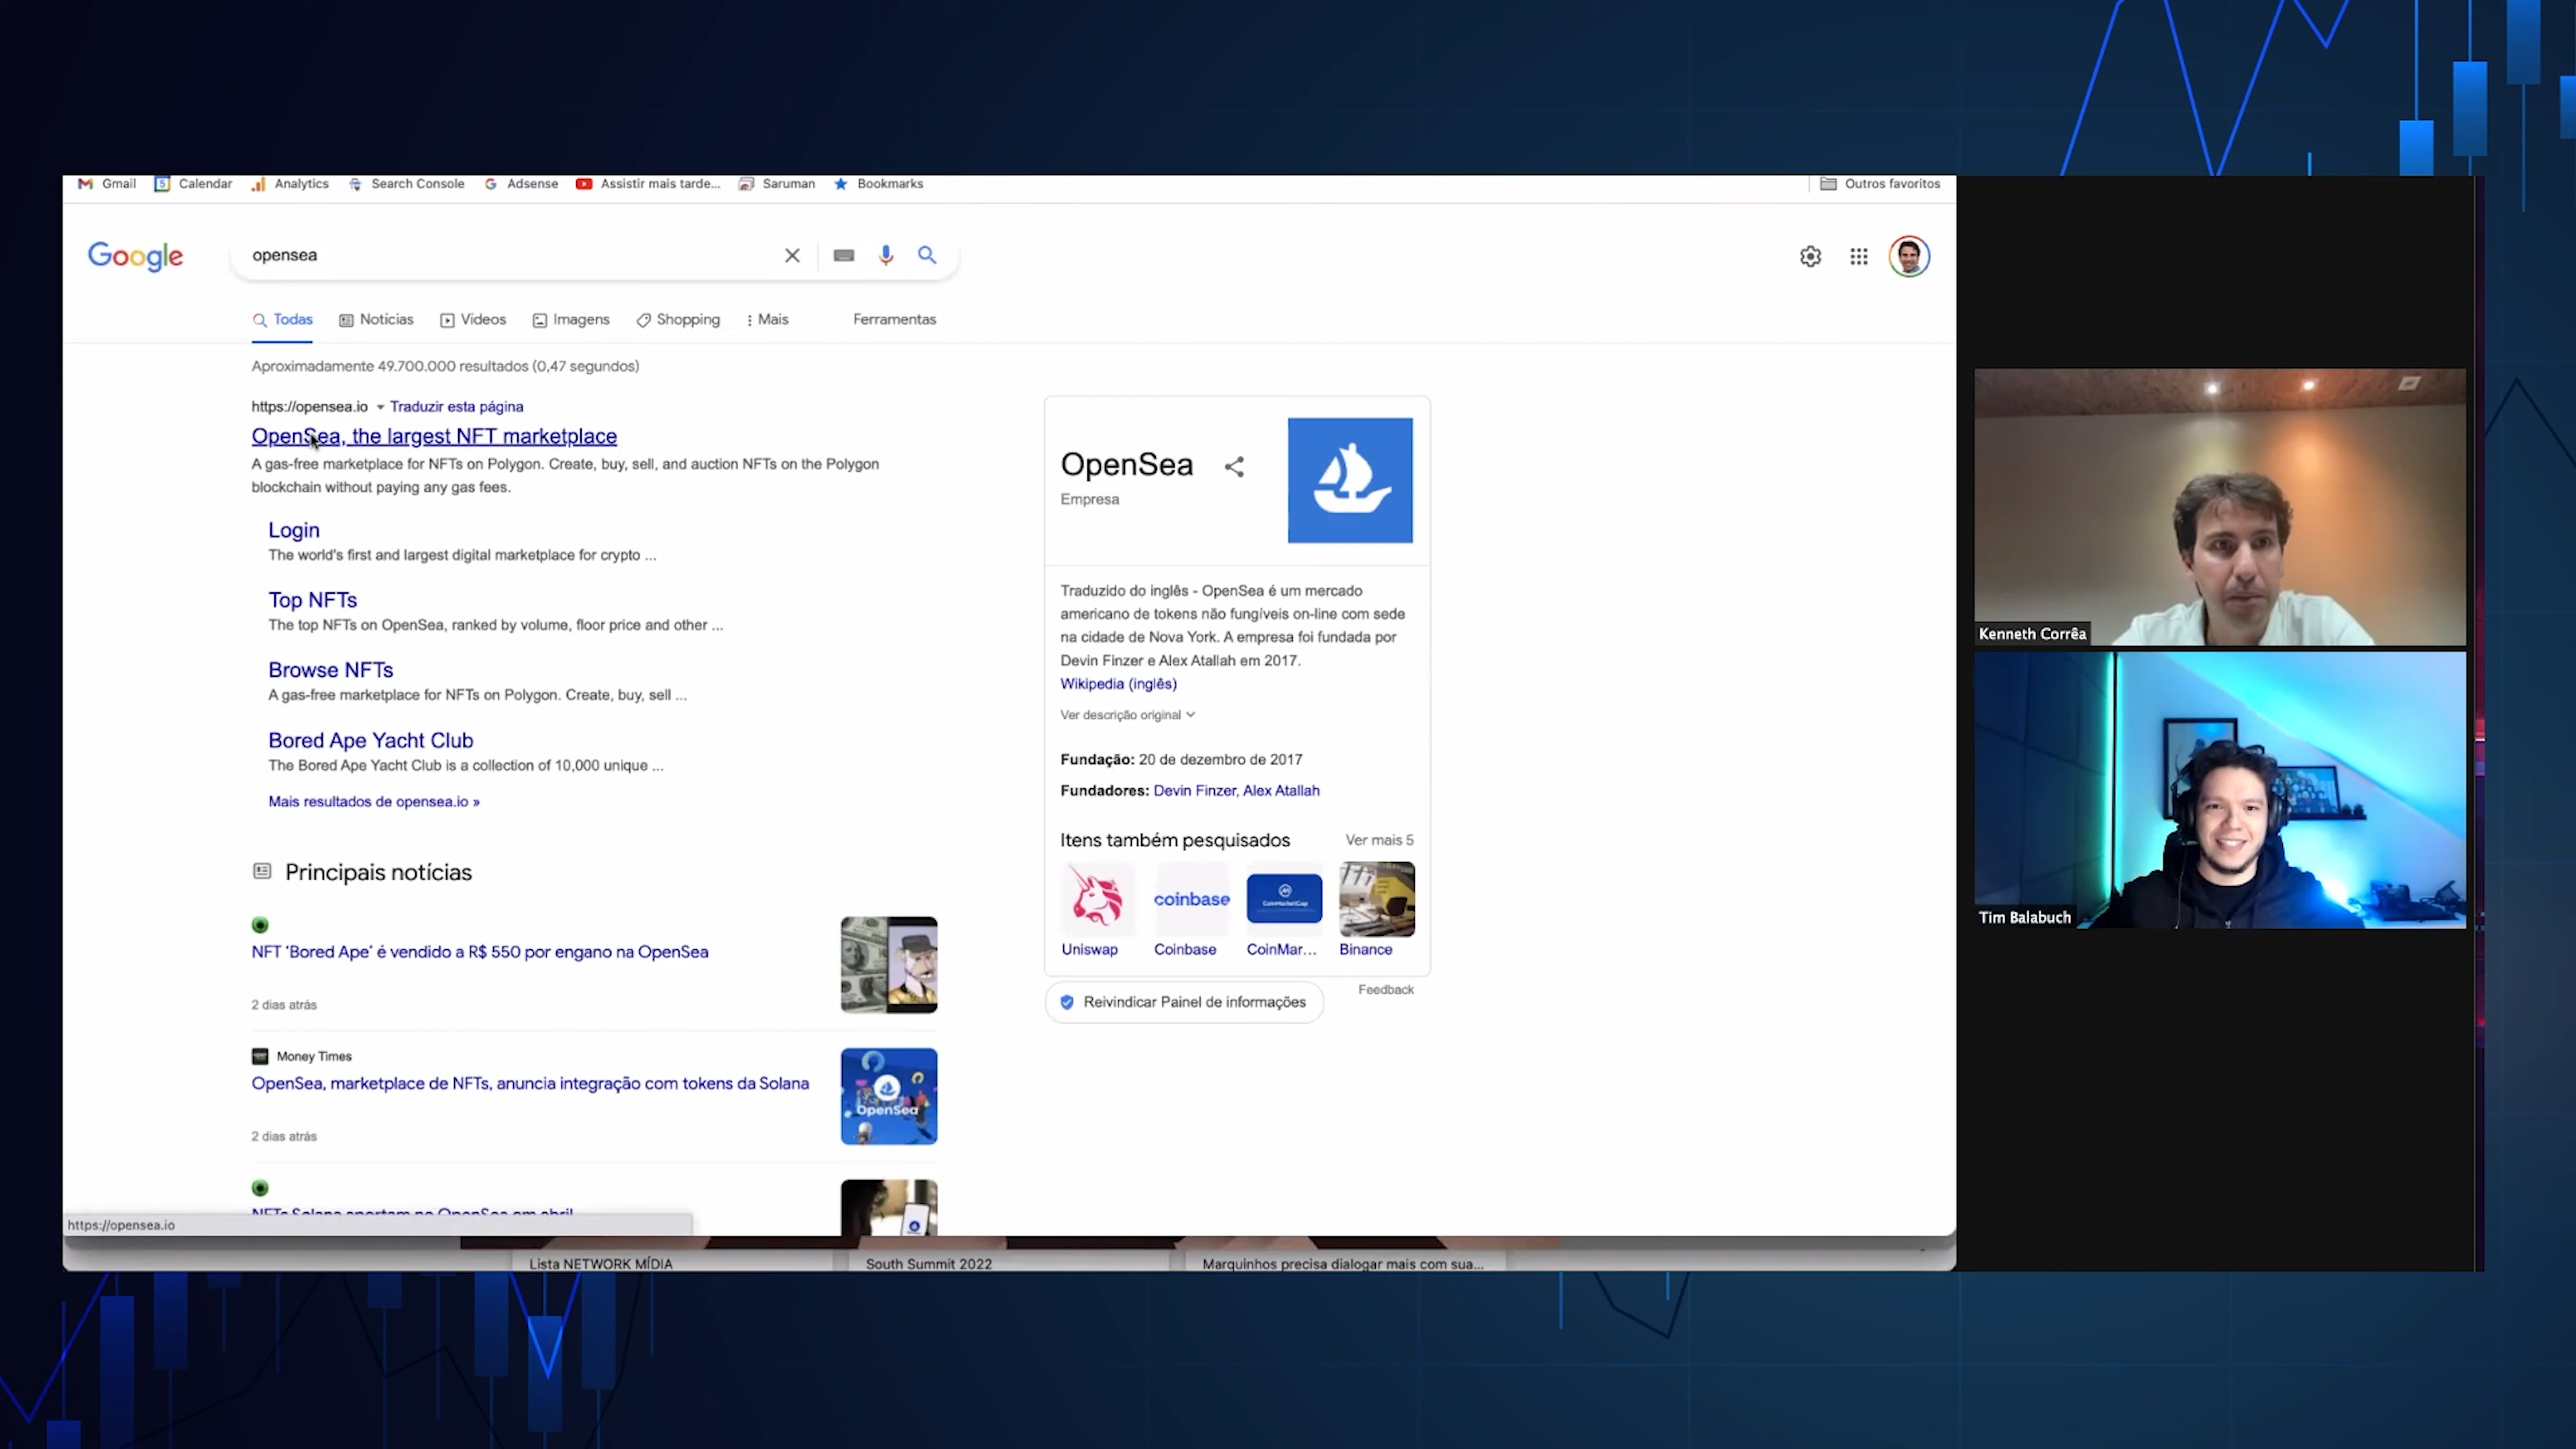 Gmail
Calendar
Analytics
Search Console
Adsense
Assistir mais tarde...
Saruman
Bookmarks
Outros favoritos
Google
opensea
Todas
Notícias
Vídeos
Imagens
Shopping
Mais
Ferramentas
Aproximadamente 49.700.000 resultados (0,47 segundos)
https://opensea.io
Traduzir esta página
OpenSea, the largest NFT marketplace
A gas-free marketplace for NFTs on Polygon. Create, buy, sell, and auction NFTs on the Polygon
blockchain without paying any gas fees.
Login
The world's first and largest digital marketplace for crypto ...
Top NFTs
The top NFTs on OpenSea, ranked by volume, floor price and other ...
Browse NFTs
A gas-free marketplace for NFTs on Polygon. Create, buy, sell ...
Bored Ape Yacht Club
The Bored Ape Yacht Club is a collection of 10,000 unique ...
Mais resultados de opensea.io »
Principais notícias
NFT 'Bored Ape' é vendido a R$ 550 por engano na OpenSea
2 dias atrás
Money Times
OpenSea, marketplace de NFTs, anuncia integração com tokens da Solana
OpenSea
2 dias atrás
NFTs Solana aportam no OpenSea em abril
https://opensea.io
OpenSea
Empresa
Traduzido do inglês - OpenSea é um mercado
americano de tokens não fungíveis on-line com sede
na cidade de Nova York. A empresa foi fundada por
Devin Finzer e Alex Atallah em 2017.
Wikipedia (inglês)
Ver descrição original
Fundação: 20 de dezembro de 2017
Fundadores: Devin Finzer, Alex Atallah
Itens também pesquisados
Ver mais 5
coinbase
CoinMarketCap
Uniswap
Coinbase
CoinMar...
Binance
Feedback
Reivindicar Painel de informações
Lista NETWORK MÍDIA
South Summit 2022
Marquinhos precisa dialogar mais com sua...
Kenneth Corrêa
Tim Balabuch